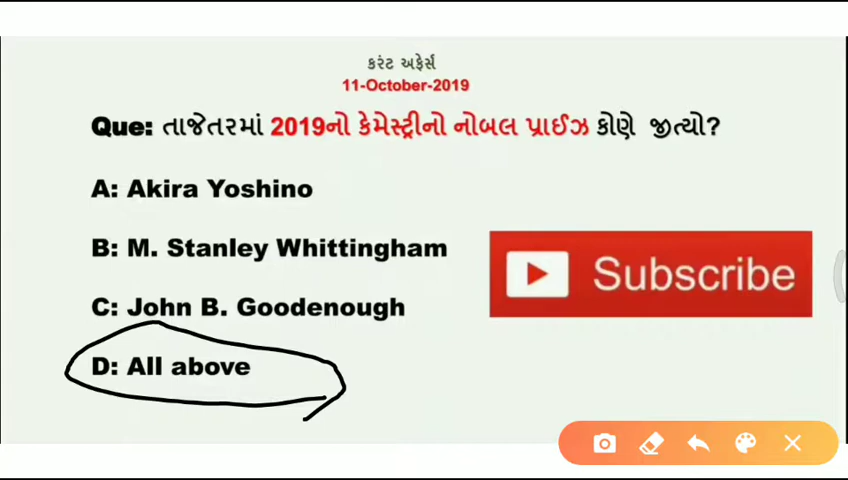 કરંટ અફેર્સ
11-October-2019
Que: તાજેતરમાં 2019નો કેમેસ્ટ્રીનો નોબલ પ્રાઈઝ કોણે જીત્યો?
A: Akira Yoshino
B: M. Stanley Whittingham
C: John B. Goodenough
D: All above
Subscribe